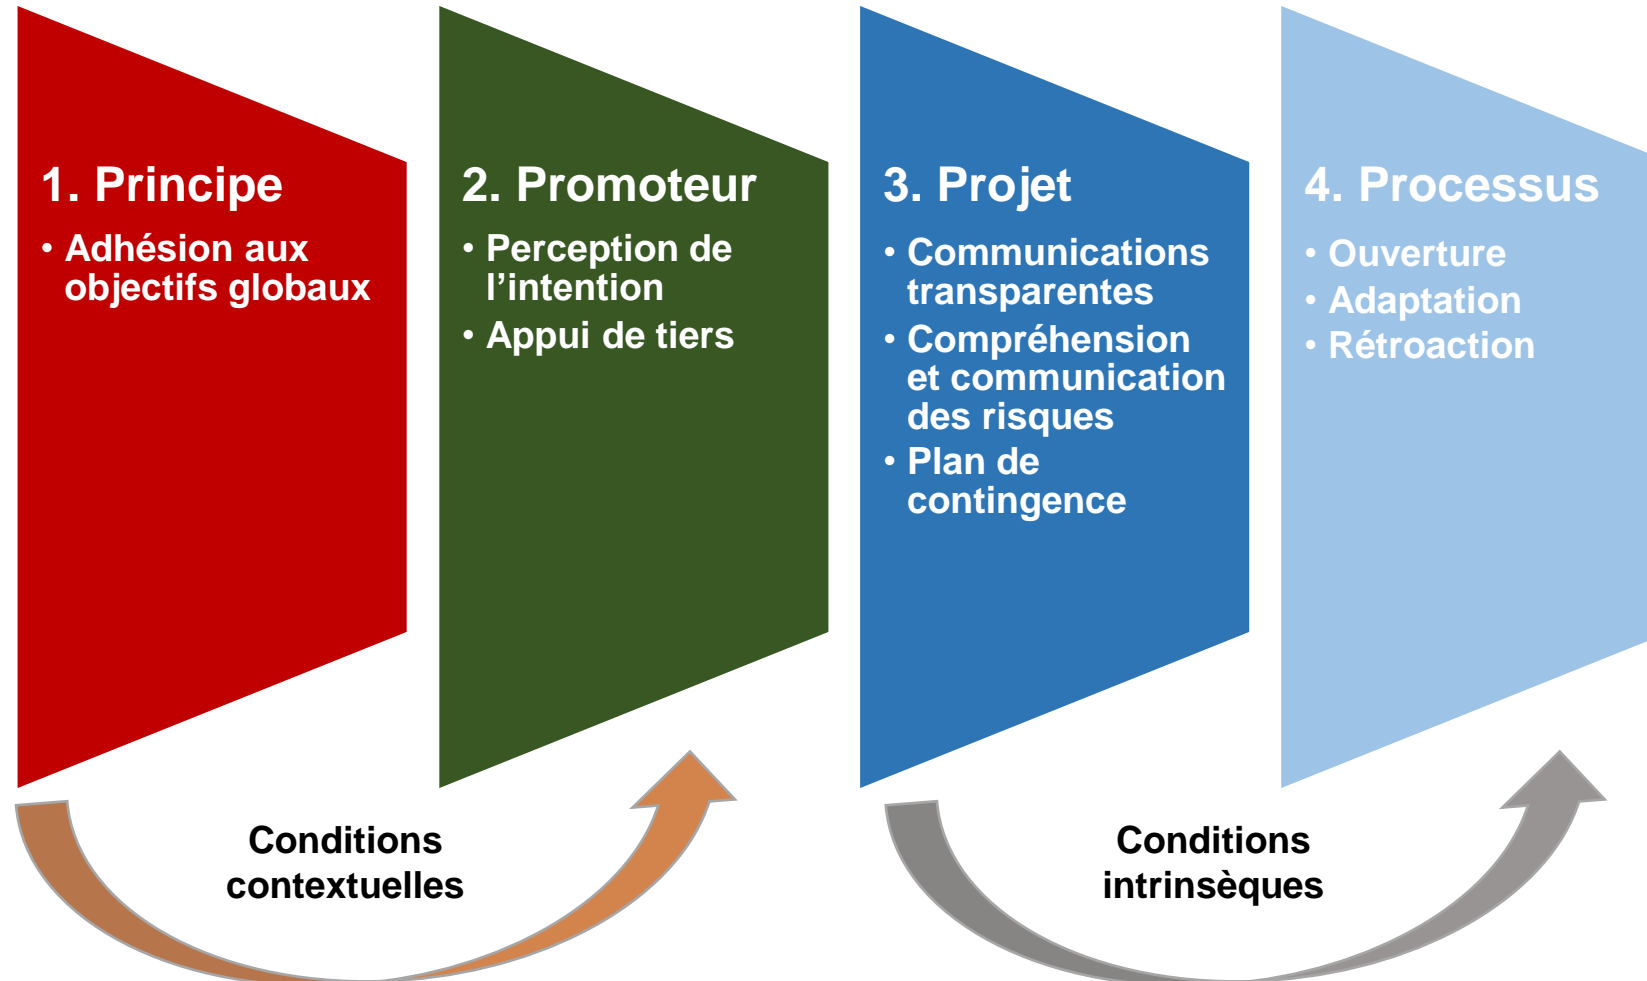 1. Principe
• Adhésion aux
objectifs globaux
2. Promoteur
• Perception de
l’intention
• Appui de tiers
3. Projet
• Communications
transparentes
• Compréhension
et communication
des risques
• Plan de
contingence
4. Processus
• Ouverture
• Adaptation
• Rétroaction
Conditions
contextuelles
Conditions
intrinsèques